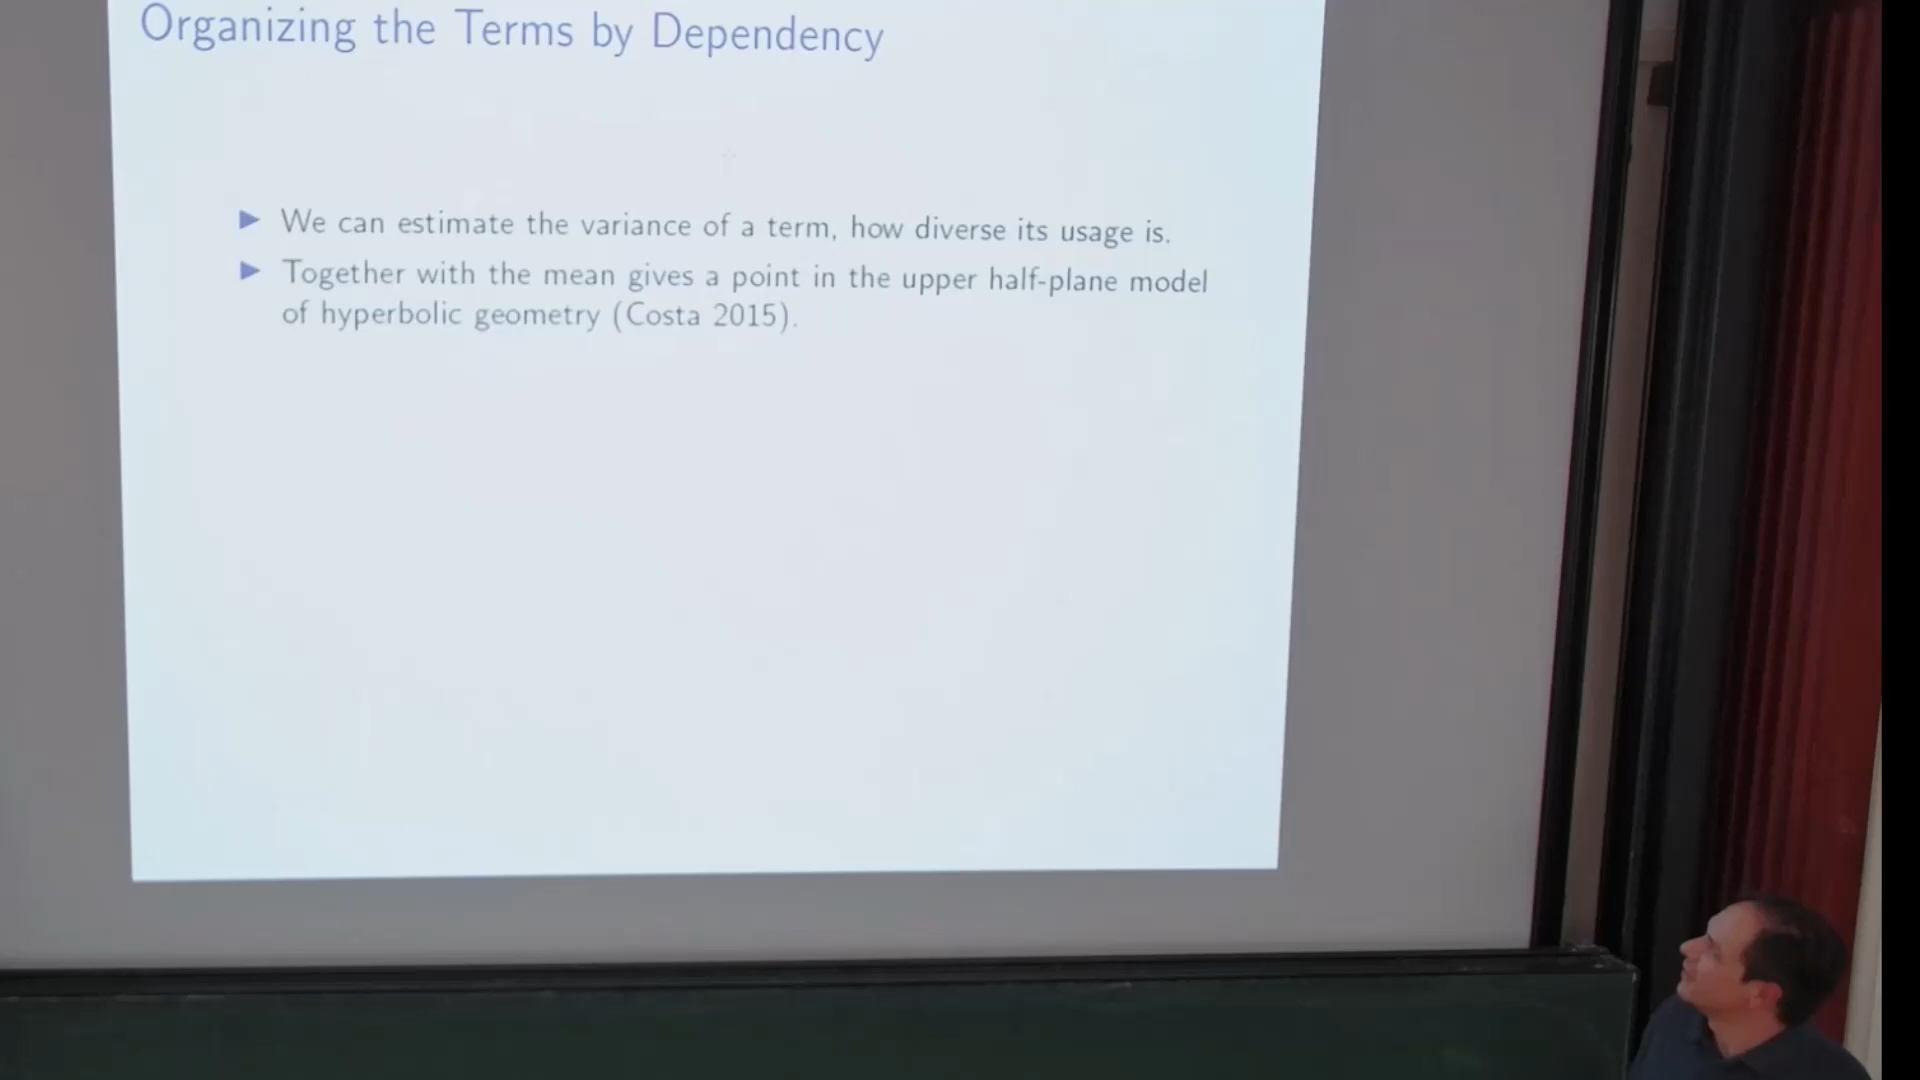 Organizing the Terms by Dependency
▶ We can estimate the variance of a term, how diverse its usage is.
▶ Together with the mean gives a point in the upper half-plane model
of hyperbolic geometry (Costa 2015).